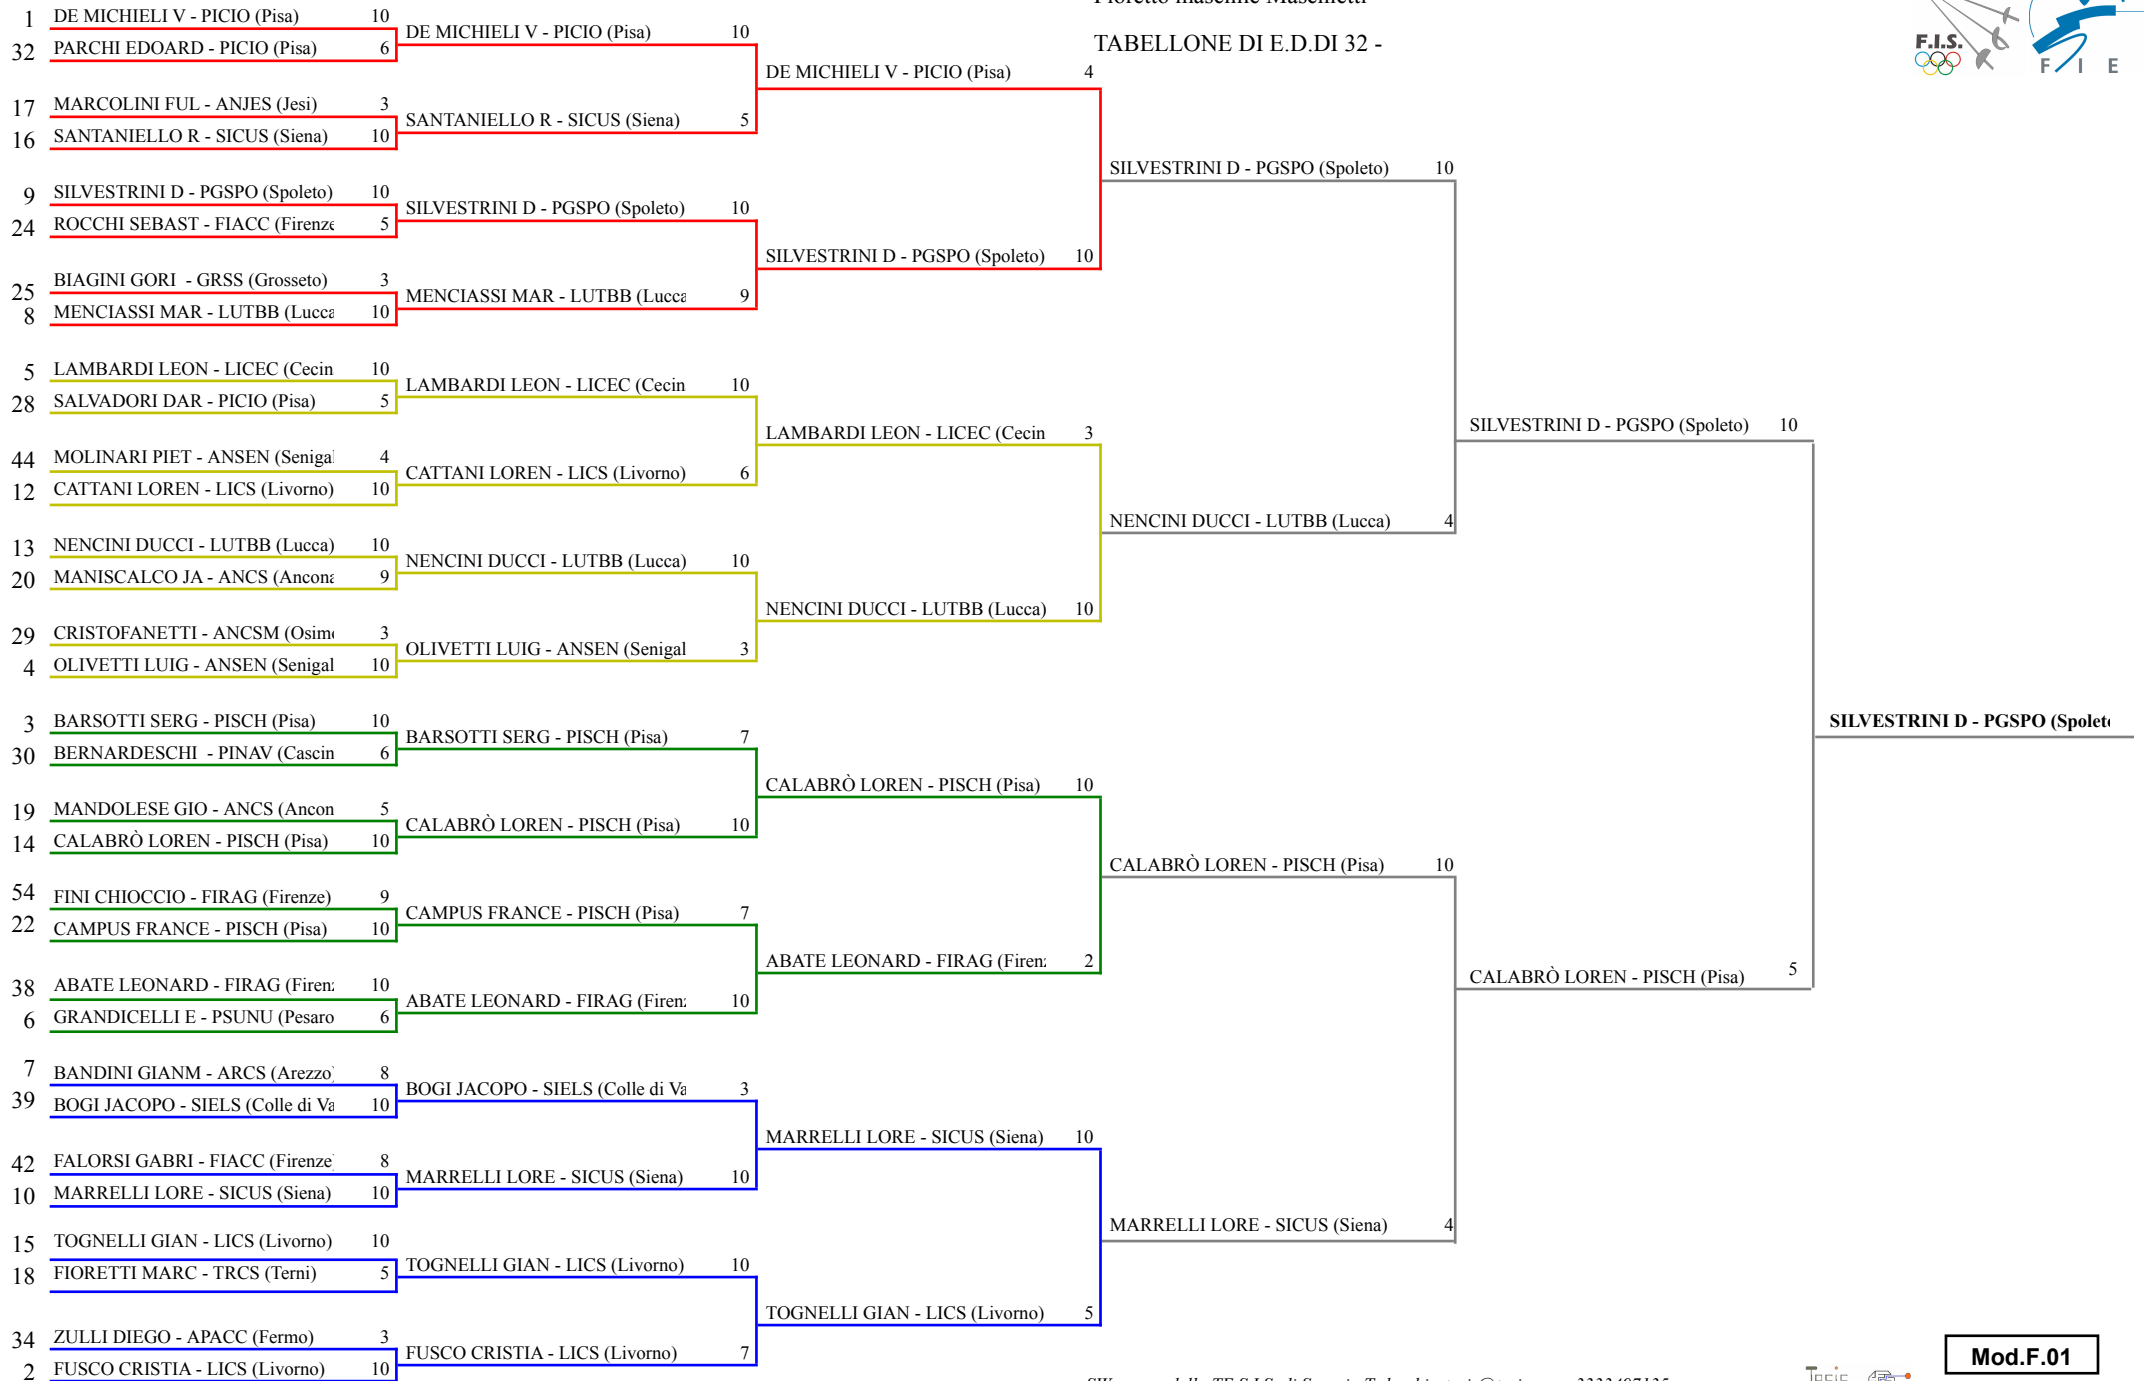 TABELLONE DI E.D.DI 32 -
F.I.S.
F I E
1 DE MICHIELI V - PICIO (Pisa) 10
32 PARCHI EDOARD - PICIO (Pisa) 6
17 MARCOLINI FUL - ANJES (Jesi) 3
16 SANTANIELLO R - SICUS (Siena) 10
9 SILVESTRINI D - PGSPO (Spoleto) 10
24 ROCCHI SEBAST - FIACC (Firenze 5
25 BIAGINI GORI - GRSS (Grosseto) 3
8 MENCIASSI MAR - LUTBB (Lucca 10
5 LAMBARDI LEON - LICEC (Cecin 10
28 SALVADORI DAR - PICIO (Pisa) 5
44 MOLINARI PIET - ANSEN (Senigal 4
12 CATTANI LOREN - LICS (Livorno) 10
13 NENCINI DUCCI - LUTBB (Lucca) 10
20 MANISCALCO JA - ANCS (Ancona 9
29 CRISTOFANETTI - ANCSM (Osimo 3
4 OLIVETTI LUIG - ANSEN (Senigal 10
3 BARSOTTI SERG - PISCH (Pisa) 10
30 BERNARDESCHI - PINAV (Cascin 6
19 MANDOLESE GIO - ANCS (Ancon 5
14 CALABRÒ LOREN - PISCH (Pisa) 10
54 FINI CHIOCCIO - FIRAG (Firenze) 9
22 CAMPUS FRANCE - PISCH (Pisa) 10
38 ABATE LEONARD - FIRAG (Firenz 10
6 GRANDICELLI E - PSUNU (Pesaro 6
7 BANDINI GIANM - ARCS (Arezzo) 8
39 BOGI JACOPO - SIELS (Colle di Va 10
42 FALORSI GABRI - FIACC (Firenze) 8
10 MARRELLI LORE - SICUS (Siena) 10
15 TOGNELLI GIAN - LICS (Livorno) 10
18 FIORETTI MARC - TRCS (Terni) 5
34 ZULLI DIEGO - APACC (Fermo) 3
2 FUSCO CRISTIA - LICS (Livorno) 10
DE MICHIELI V - PICIO (Pisa) 10
SANTANIELLO R - SICUS (Siena) 5
SILVESTRINI D - PGSPO (Spoleto) 10
MENCIASSI MAR - LUTBB (Lucca 9
LAMBARDI LEON - LICEC (Cecin 10
CATTANI LOREN - LICS (Livorno) 6
NENCINI DUCCI - LUTBB (Lucca) 10
OLIVETTI LUIG - ANSEN (Senigal 3
BARSOTTI SERG - PISCH (Pisa) 7
CALABRÒ LOREN - PISCH (Pisa) 10
CAMPUS FRANCE - PISCH (Pisa) 7
ABATE LEONARD - FIRAG (Firenz 10
BOGI JACOPO - SIELS (Colle di Va 3
MARRELLI LORE - SICUS (Siena) 10
TOGNELLI GIAN - LICS (Livorno) 10
FUSCO CRISTIA - LICS (Livorno) 7
DE MICHIELI V - PICIO (Pisa) 4
SILVESTRINI D - PGSPO (Spoleto) 10
LAMBARDI LEON - LICEC (Cecin 3
NENCINI DUCCI - LUTBB (Lucca) 10
CALABRÒ LOREN - PISCH (Pisa) 10
ABATE LEONARD - FIRAG (Firenz 2
MARRELLI LORE - SICUS (Siena) 10
TOGNELLI GIAN - LICS (Livorno) 5
SILVESTRINI D - PGSPO (Spoleto) 10
NENCINI DUCCI - LUTBB (Lucca) 4
CALABRÒ LOREN - PISCH (Pisa) 10
MARRELLI LORE - SICUS (Siena) 4
SILVESTRINI D - PGSPO (Spoleto) 10
CALABRÒ LOREN - PISCH (Pisa) 5
SILVESTRINI D - PGSPO (Spoleto
Mod.F.01